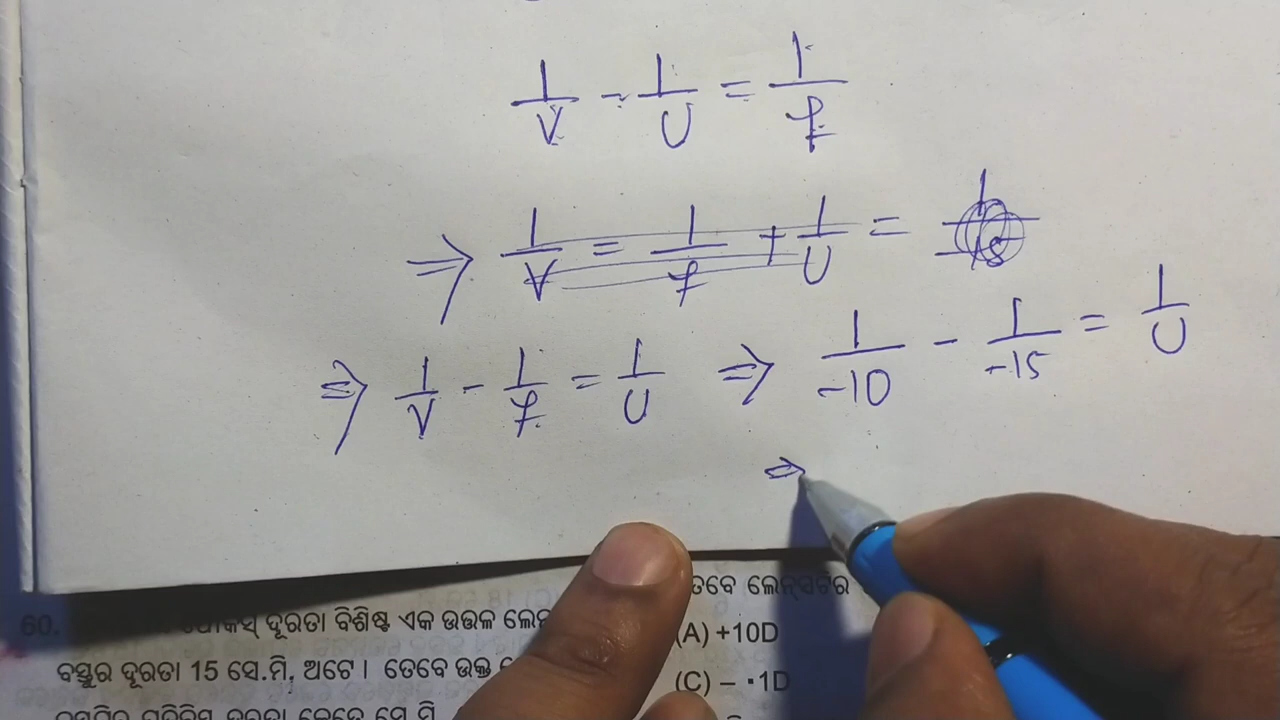 1/V - 1/U = 1/f
⇒ 1/V = 1/f + 1/U =
⇒ 1/V - 1/f = 1/U ⇒ 1/-10 - 1/-15 = 1/U
⇒
60. ଫୋକସ୍ ଦୂରତା ବିଶିଷ୍ଟ ଏକ ଉତ୍ତଳ
ବସ୍ତୁର ଦୂରତା 15 ସେ.ମି. ଅଟେ । ତେବେ ଉକ୍ତ
ତେବେ ଲେନ୍ସଟିର
(A) +10D
(C) – ·1D